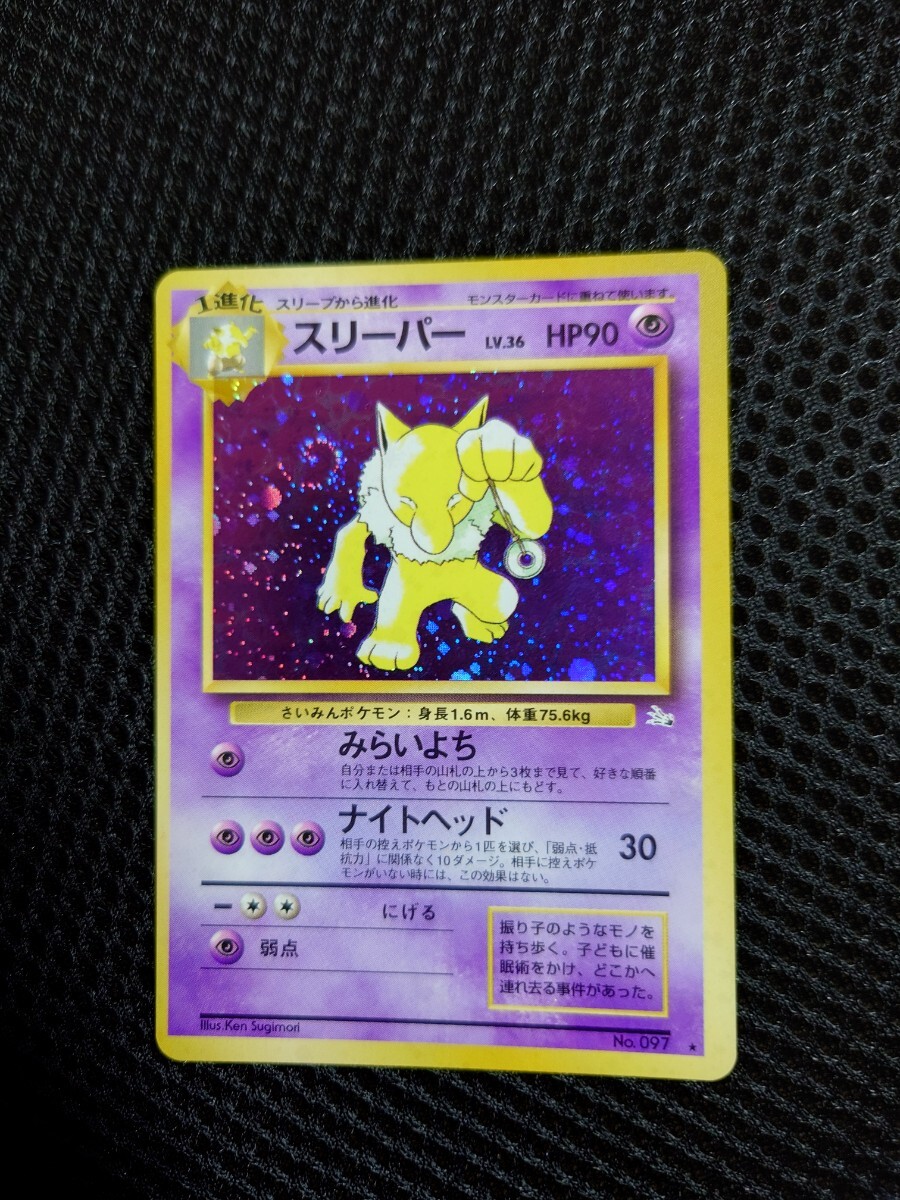 1進化 スリープから進化 モンスターカードに重ねて使います。
スリーパー LV.36 HP90
さいみんポケモン：身長1.6m、体重75.6kg
みらいよち
自分または相手の山札の上から3枚まで見て、好きな順番
に入れ替えて、もとの山札の上にもどす。
ナイトヘッド 30
相手の控えポケモンから1匹を選び、「弱点・抵
抗力」に関係なく10ダメージ。相手に控えポケ
モンがいない時には、この効果はない。
ー にげる
弱点
振り子のようなモノを
持ち歩く。子どもに催
眠術をかけ、どこかへ
連れ去る事件があった。
Illus.Ken Sugimori
No. 097 ★